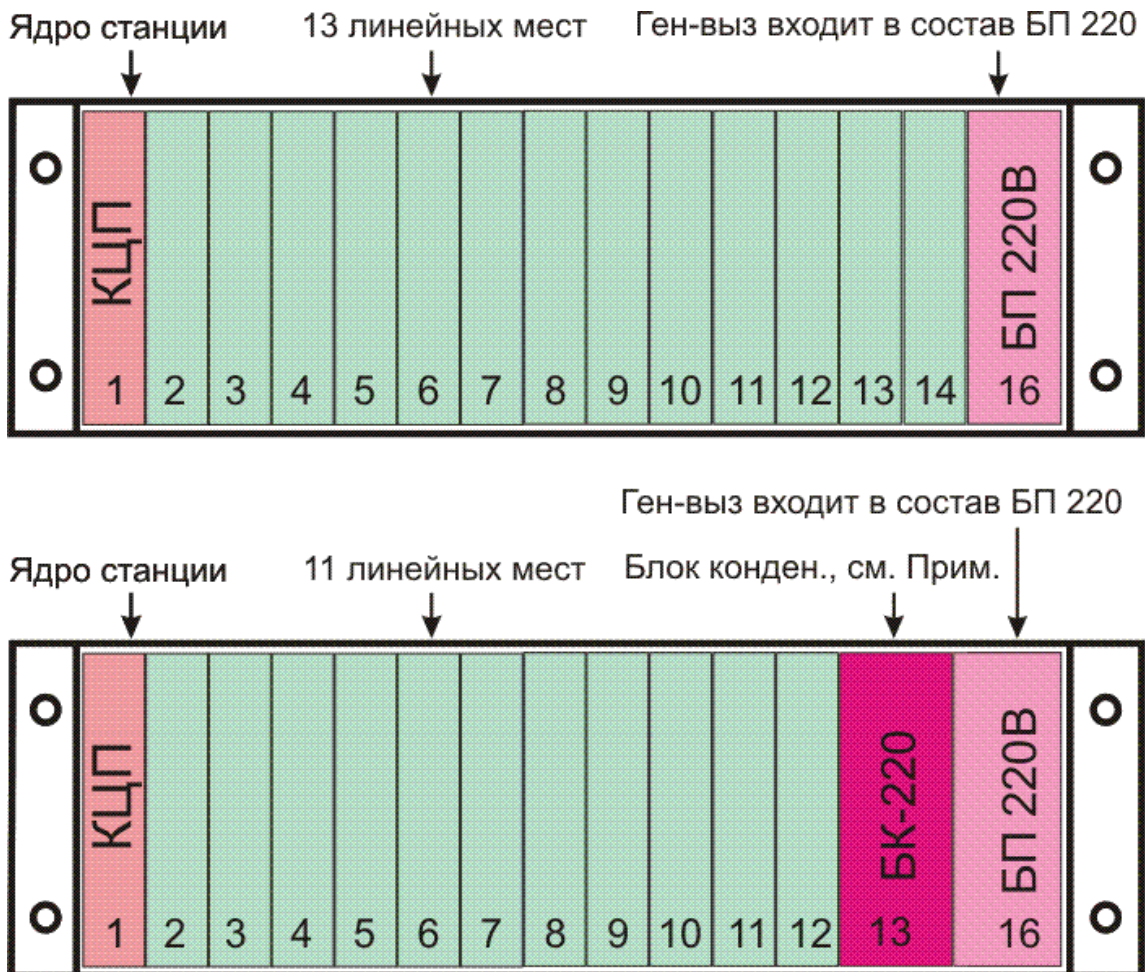 Ядро станции 13 линейных мест Ген-выз входит в состав БП 220
КЦП БП 220В
1 2 3 4 5 6 7 8 9 10 11 12 13 14 16
Ген-выз входит в состав БП 220
Ядро станции 11 линейных мест Блок конден., см. Прим.
КЦП БК-220 БП 220В
1 2 3 4 5 6 7 8 9 10 11 12 13 16